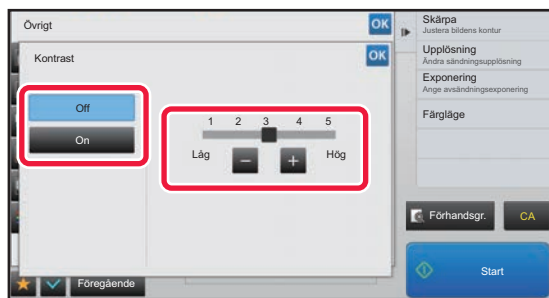 Övrigt
OK
Kontrast
OK
Off
On
1 2 3 4 5
Låg
Hög
Föregående
Skärpa
Justera bildens kontur
Upplösning
Ändra sändningsupplösning
Exponering
Ange avsändningsexponering
Färgläge
Förhandsgr.
CA
Start